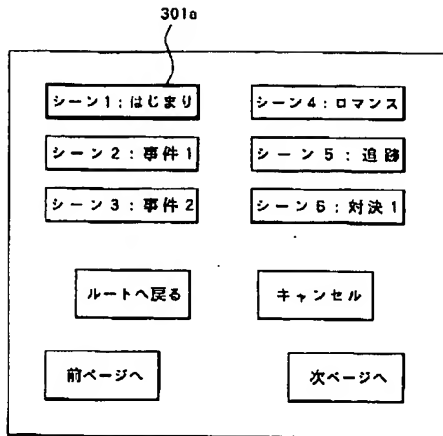 301a
シーン1：はじまり
シーン4：ロマンス
シーン2：事件1
シーン5：追跡
シーン3：事件2
シーン6：対決1
ルートへ戻る
キャンセル
前ページへ
次ページへ